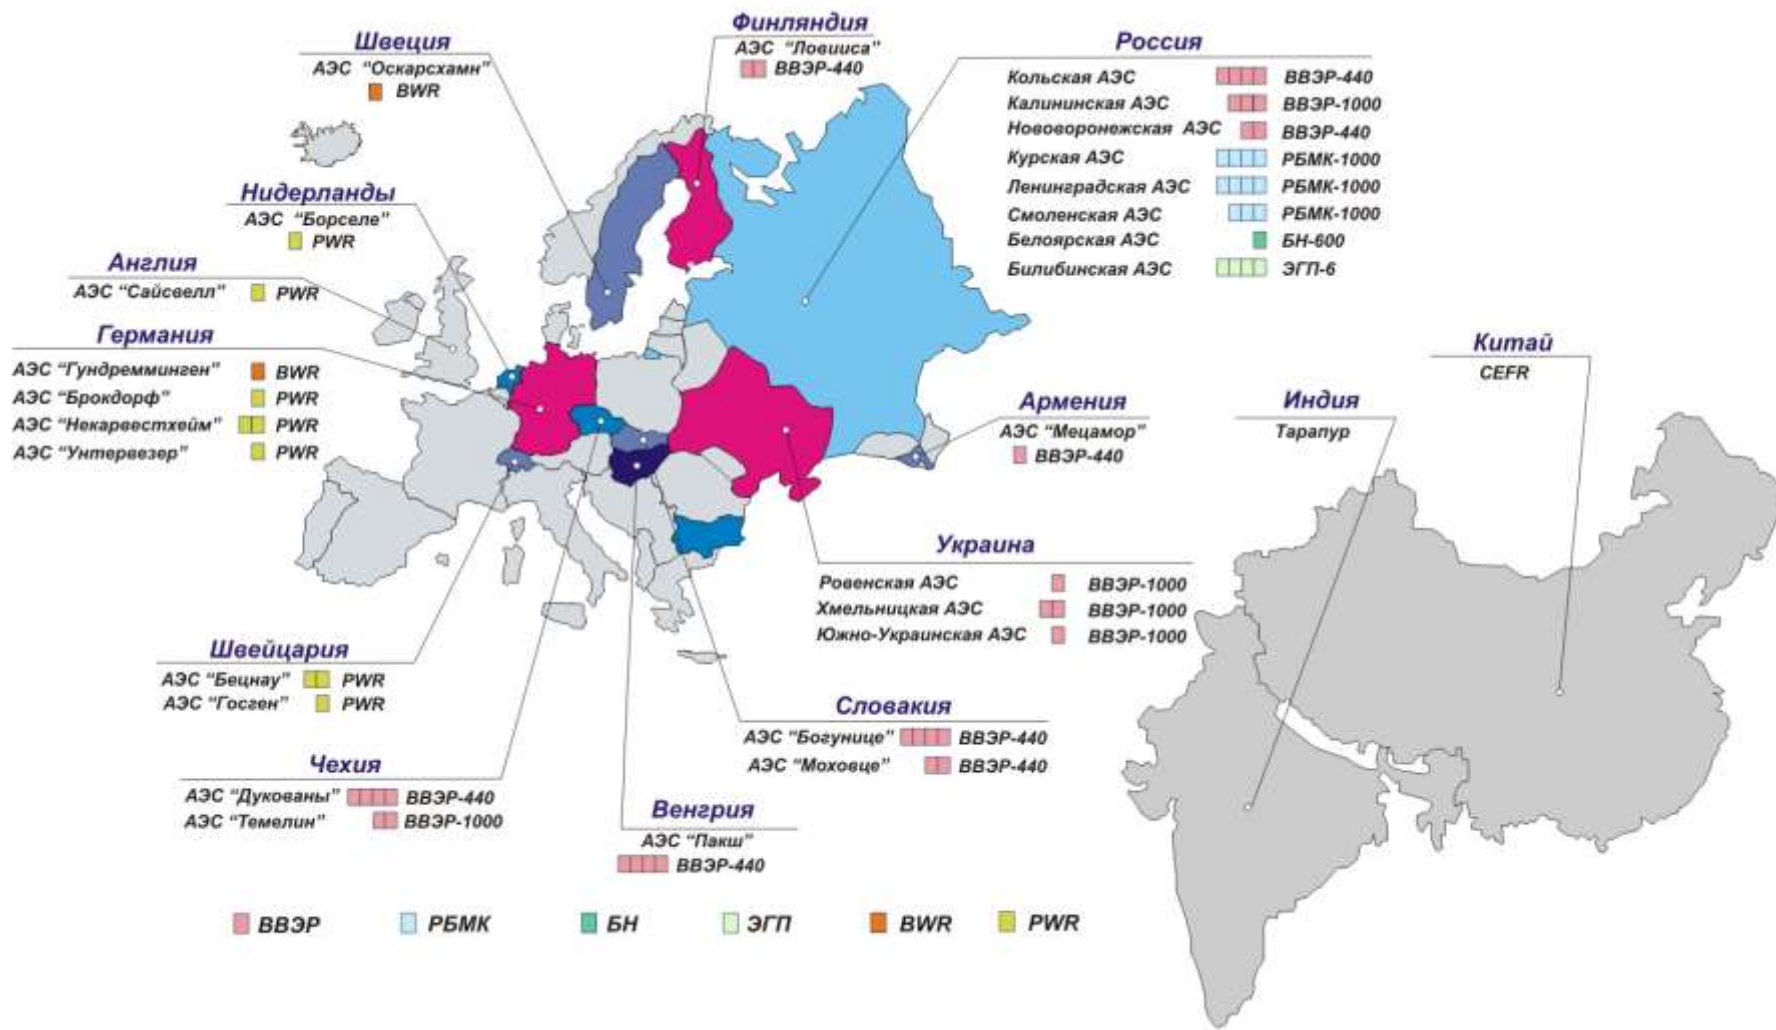 Швеция
АЭС “Оскарсхамн”
BWR
Финляндия
АЭС “Ловииса”
ВВЭР-440
Россия
Кольская АЭС ВВЭР-440
Калининская АЭС ВВЭР-1000
Нововоронежская АЭС ВВЭР-440
Курская АЭС РБМК-1000
Ленинградская АЭС РБМК-1000
Смоленская АЭС РБМК-1000
Белоярская АЭС БН-600
Билибинская АЭС ЭГП-6
Нидерланды
АЭС “Борселе”
PWR
Англия
АЭС “Сайсвелл” PWR
Германия
АЭС “Гундремминген” BWR
АЭС “Брокдорф” PWR
АЭС “Некарвестхейм” PWR
АЭС “Унтервезер” PWR
Китай
CEFR
Индия
Тарапур
Армения
АЭС “Мецамор”
ВВЭР-440
Украина
Ровенская АЭС ВВЭР-1000
Хмельницкая АЭС ВВЭР-1000
Южно-Украинская АЭС ВВЭР-1000
Швейцария
АЭС “Бецнау” PWR
АЭС “Госген” PWR
Словакия
АЭС “Богунице” ВВЭР-440
АЭС “Моховце” ВВЭР-440
Чехия
АЭС “Дукованы” ВВЭР-440
АЭС “Темелин” ВВЭР-1000
Венгрия
АЭС “Пакш”
ВВЭР-440
ВВЭР РБМК БН ЭГП BWR PWR